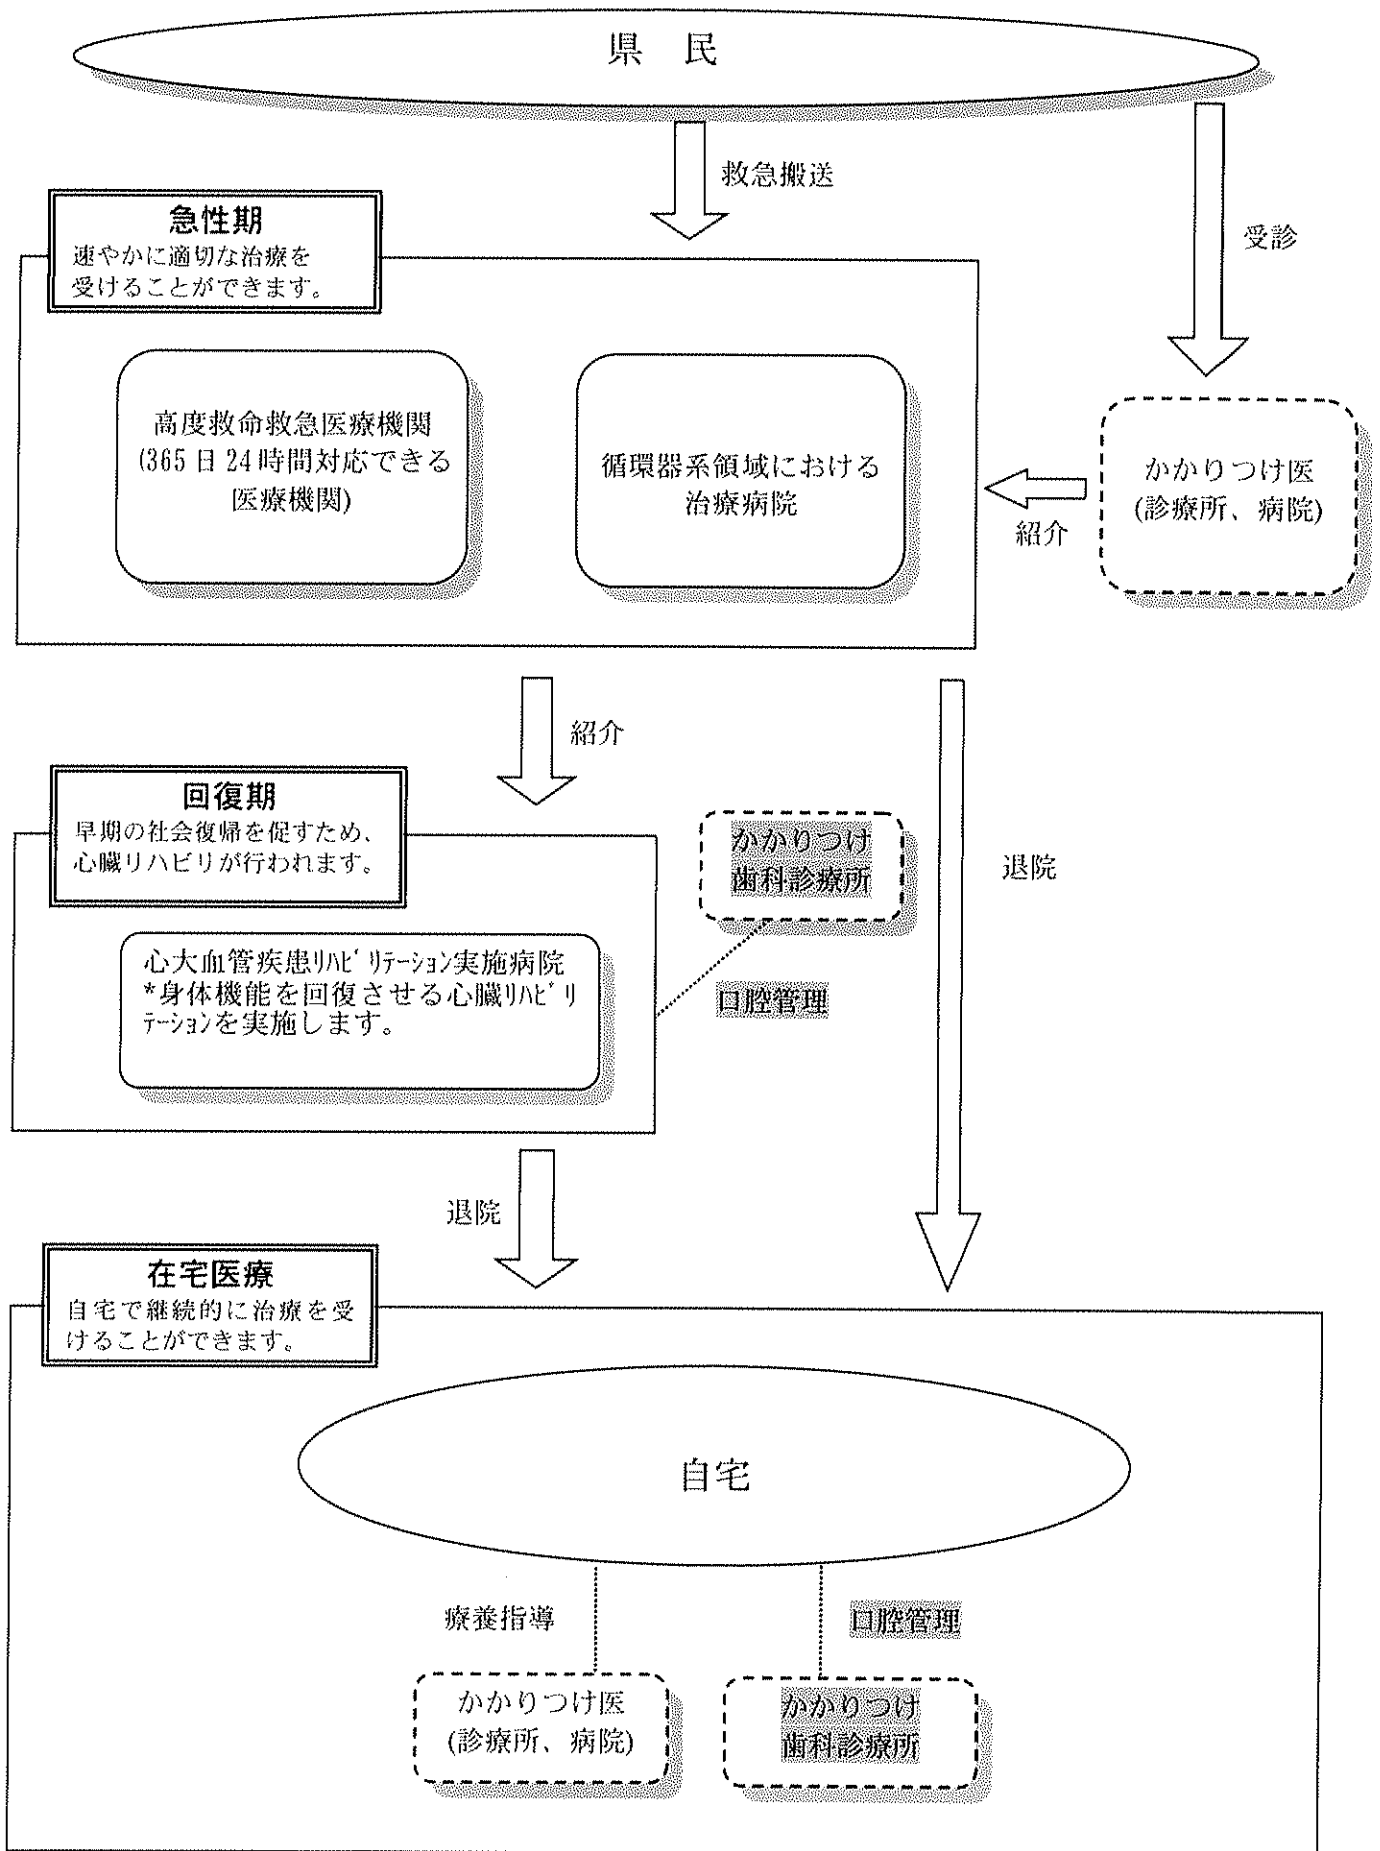 県　民
救急搬送
受診
急性期
速やかに適切な治療を
受けることができます。
高度救命救急医療機関
(365日24時間対応できる
医療機関)
循環器系領域における
治療病院
かかりつけ医
(診療所、病院)
紹介
紹介
回復期
早期の社会復帰を促すため、
心臓リハビリが行われます。
かかりつけ
歯科診療所
退院
心大血管疾患ﾘﾊﾋﾞﾘﾃｰｼｮﾝ実施病院
*身体機能を回復させる心臓ﾘﾊﾋﾞﾘ
ﾃｰｼｮﾝを実施します。
口腔管理
退院
在宅医療
自宅で継続的に治療を受
けることができます。
自宅
療養指導
口腔管理
かかりつけ医
(診療所、病院)
かかりつけ
歯科診療所